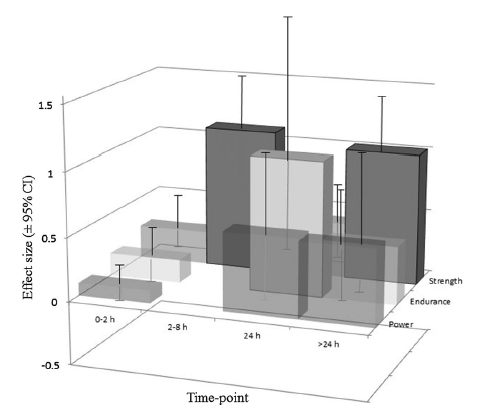 1.5
1
0.5
0
-0.5
Effect size (± 95% CI)
0-2 h
2-8 h
24 h
>24 h
Strength
Endurance
Power
Time-point